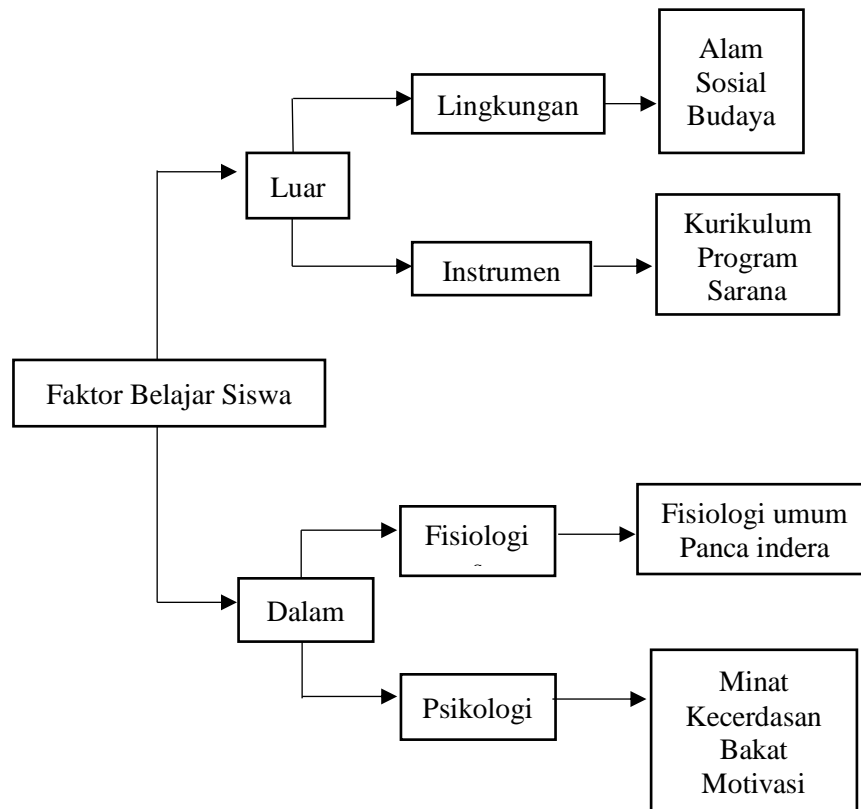 Alam
Sosial
Budaya
Lingkungan
Luar
Kurikulum
Program
Sarana
Instrumen
Faktor Belajar Siswa
Fisiologi umum
Panca indera
Fisiologi
Dalam
Minat
Kecerdasan
Bakat
Motivasi
Psikologi